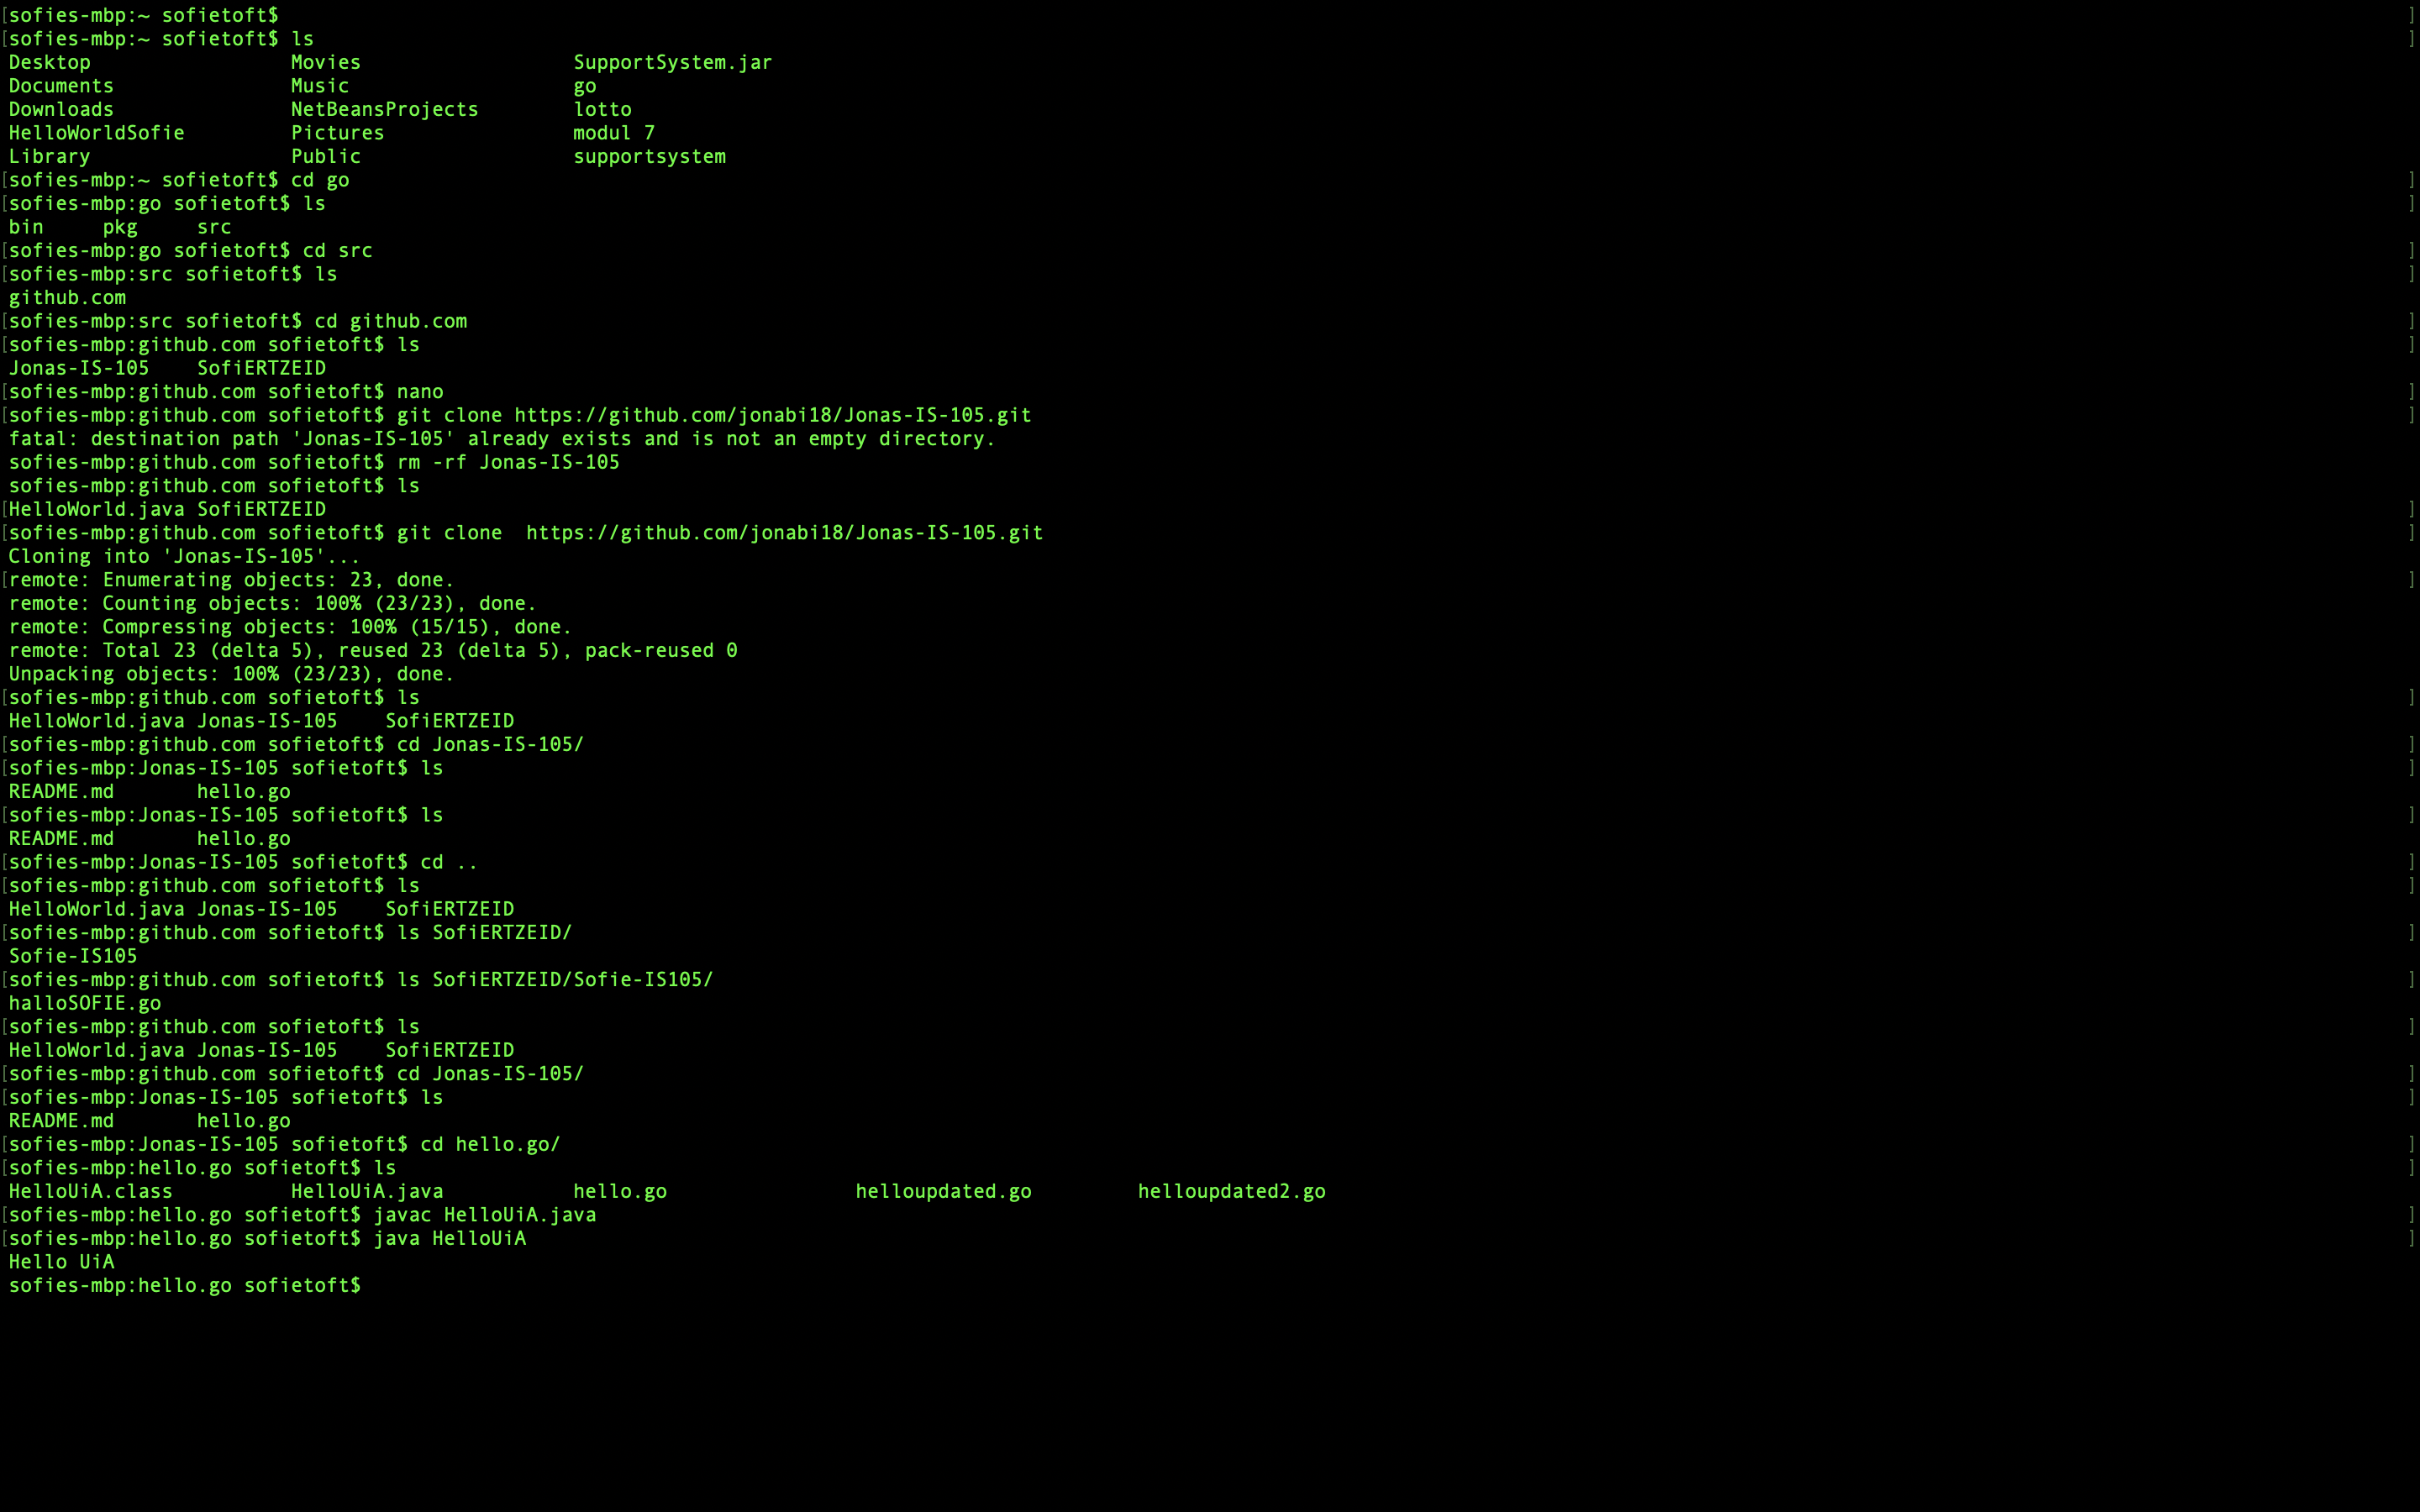 [sofies-mbp:~ sofietoft$ ]
[sofies-mbp:~ sofietoft$ ls ]
Desktop Movies SupportSystem.jar
Documents Music go
Downloads NetBeansProjects lotto
HelloWorldSofie Pictures modul 7
Library Public supportsystem
[sofies-mbp:~ sofietoft$ cd go ]
[sofies-mbp:go sofietoft$ ls ]
bin pkg src
[sofies-mbp:go sofietoft$ cd src ]
[sofies-mbp:src sofietoft$ ls ]
github.com
[sofies-mbp:src sofietoft$ cd github.com ]
[sofies-mbp:github.com sofietoft$ ls ]
Jonas-IS-105 SofiERTZEID
[sofies-mbp:github.com sofietoft$ nano ]
[sofies-mbp:github.com sofietoft$ git clone https://github.com/jonabi18/Jonas-IS-105.git ]
fatal: destination path 'Jonas-IS-105' already exists and is not an empty directory.
sofies-mbp:github.com sofietoft$ rm -rf Jonas-IS-105
sofies-mbp:github.com sofietoft$ ls
[HelloWorld.java SofiERTZEID ]
[sofies-mbp:github.com sofietoft$ git clone  https://github.com/jonabi18/Jonas-IS-105.git ]
Cloning into 'Jonas-IS-105'...
[remote: Enumerating objects: 23, done. ]
remote: Counting objects: 100% (23/23), done.
remote: Compressing objects: 100% (15/15), done.
remote: Total 23 (delta 5), reused 23 (delta 5), pack-reused 0
Unpacking objects: 100% (23/23), done.
[sofies-mbp:github.com sofietoft$ ls ]
HelloWorld.java Jonas-IS-105 SofiERTZEID
[sofies-mbp:github.com sofietoft$ cd Jonas-IS-105/ ]
[sofies-mbp:Jonas-IS-105 sofietoft$ ls ]
README.md hello.go
[sofies-mbp:Jonas-IS-105 sofietoft$ ls ]
README.md hello.go
[sofies-mbp:Jonas-IS-105 sofietoft$ cd .. ]
[sofies-mbp:github.com sofietoft$ ls ]
HelloWorld.java Jonas-IS-105 SofiERTZEID
[sofies-mbp:github.com sofietoft$ ls SofiERTZEID/ ]
Sofie-IS105
[sofies-mbp:github.com sofietoft$ ls SofiERTZEID/Sofie-IS105/ ]
halloSOFIE.go
[sofies-mbp:github.com sofietoft$ ls ]
HelloWorld.java Jonas-IS-105 SofiERTZEID
[sofies-mbp:github.com sofietoft$ cd Jonas-IS-105/ ]
[sofies-mbp:Jonas-IS-105 sofietoft$ ls ]
README.md hello.go
[sofies-mbp:Jonas-IS-105 sofietoft$ cd hello.go/ ]
[sofies-mbp:hello.go sofietoft$ ls ]
HelloUiA.class HelloUiA.java hello.go helloupdated.go helloupdated2.go
[sofies-mbp:hello.go sofietoft$ javac HelloUiA.java ]
[sofies-mbp:hello.go sofietoft$ java HelloUiA ]
Hello UiA
sofies-mbp:hello.go sofietoft$